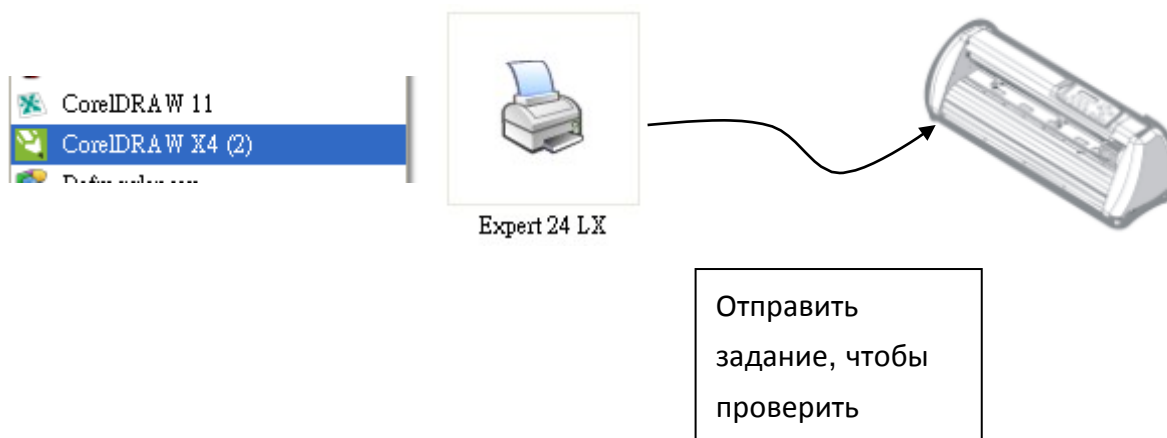 CorelDRAW 11
CorelDRAW X4 (2)
Expert 24 LX
Отправить
задание, чтобы
проверить